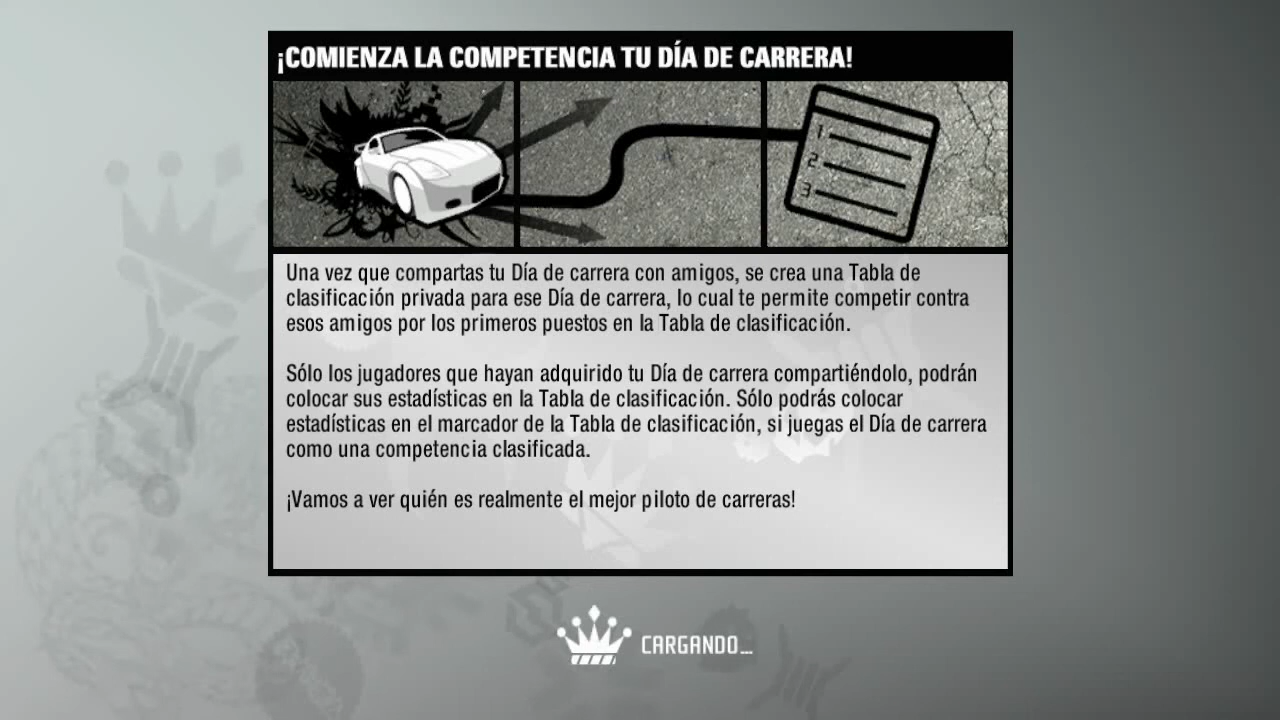 ¡COMIENZA LA COMPETENCIA TU DÍA DE CARRERA!
1
2
3
Una vez que compartas tu Día de carrera con amigos, se crea una Tabla de
clasificación privada para ese Día de carrera, lo cual te permite competir contra
esos amigos por los primeros puestos en la Tabla de clasificación.
Sólo los jugadores que hayan adquirido tu Día de carrera compartiéndolo, podrán
colocar sus estadísticas en la Tabla de clasificación. Sólo podrás colocar
estadísticas en el marcador de la Tabla de clasificación, si juegas el Día de carrera
como una competencia clasificada.
¡Vamos a ver quién es realmente el mejor piloto de carreras!
CARGANDO...